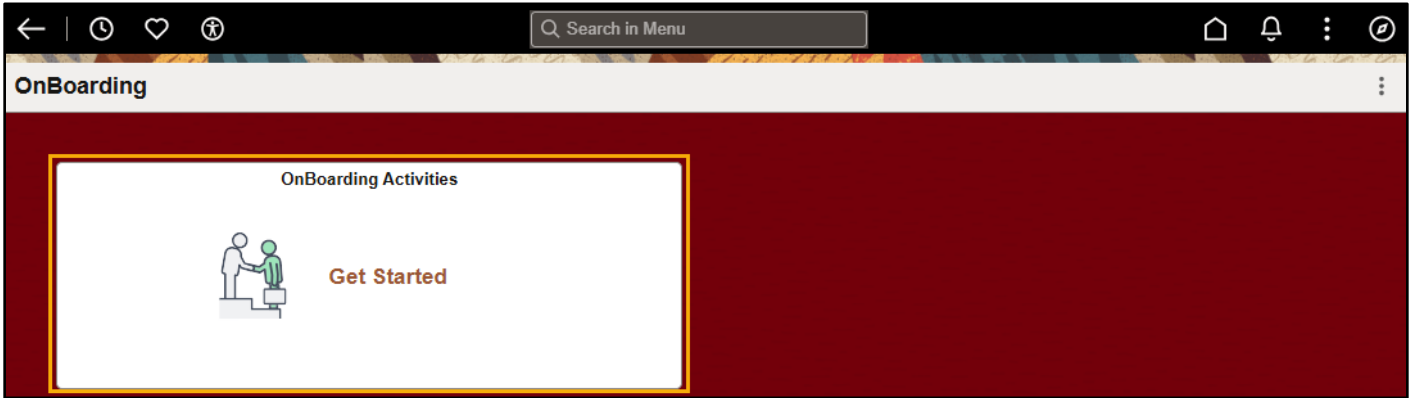 Search in Menu
OnBoarding
OnBoarding Activities
Get Started